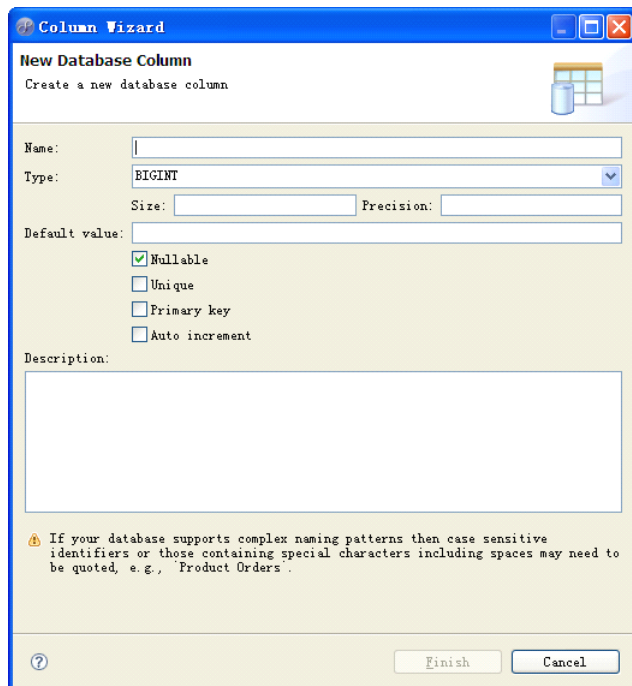 Column Wizard
New Database Column
Create a new database column
Name:
Type: BIGINT
Size: Precision:
Default value:
Nullable
Unique
Primary key
Auto increment
Description:
If your database supports complex naming patterns then case sensitive
identifiers or those containing special characters including spaces may need to
be quoted, e.g., `Product Orders`.
Finish Cancel